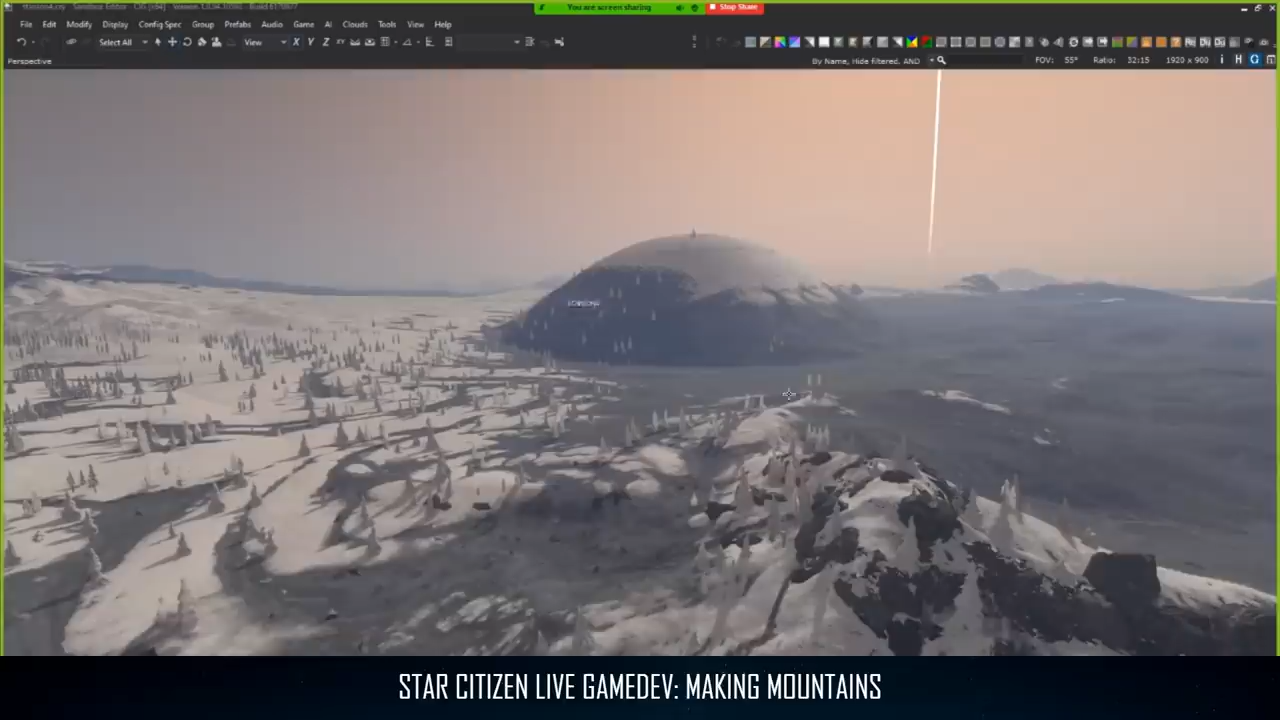 You are screen sharing
Stop Share
File Edit Modify Display Config Spec Group Prefabs Audio Game AI Clouds Tools View Help
Select All View X Y Z XY
Perspective By Name, Hide filtered, AND FOV: 55° Ratio: 32:15 1920 x 900 i H G
STAR CITIZEN LIVE GAMEDEV: MAKING MOUNTAINS